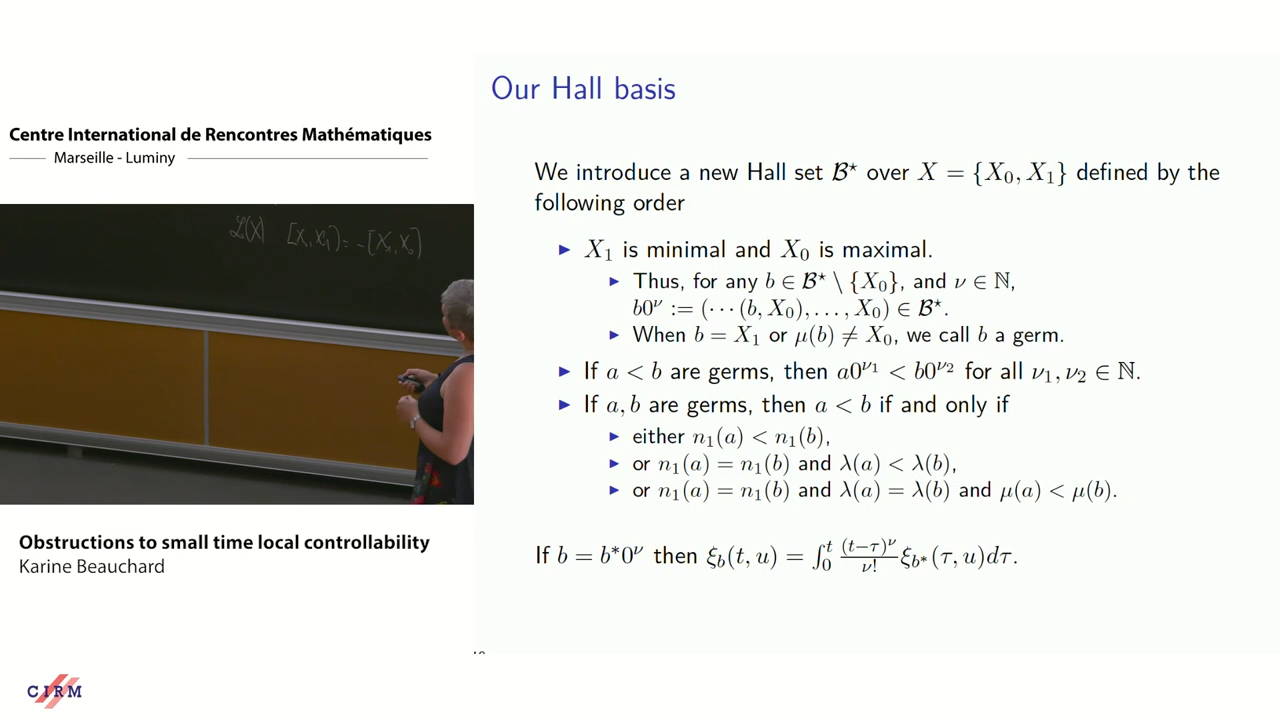 Our Hall basis
Centre International de Rencontres Mathématiques
Marseille - Luminy
We introduce a new Hall set 𝓑⋆ over X = {X₀, X₁} defined by the
following order
▶ X₁ is minimal and X₀ is maximal.
▶ Thus, for any b ∈ 𝓑⋆ \ {X₀}, and ν ∈ ℕ,
b0^ν := (⋯(b, X₀), . . . , X₀) ∈ 𝓑⋆.
▶ When b = X₁ or μ(b) ≠ X₀, we call b a germ.
▶ If a < b are germs, then a0^{ν₁} < b0^{ν₂} for all ν₁, ν₂ ∈ ℕ.
▶ If a, b are germs, then a < b if and only if
▶ either n₁(a) < n₁(b),
▶ or n₁(a) = n₁(b) and λ(a) < λ(b),
▶ or n₁(a) = n₁(b) and λ(a) = λ(b) and μ(a) < μ(b).
If b = b*0^ν then ξ_b(t, u) = ∫₀ᵗ (t−τ)^ν/ν! ξ_{b*}(τ, u)dτ.
Obstructions to small time local controllability
Karine Beauchard
CIRM